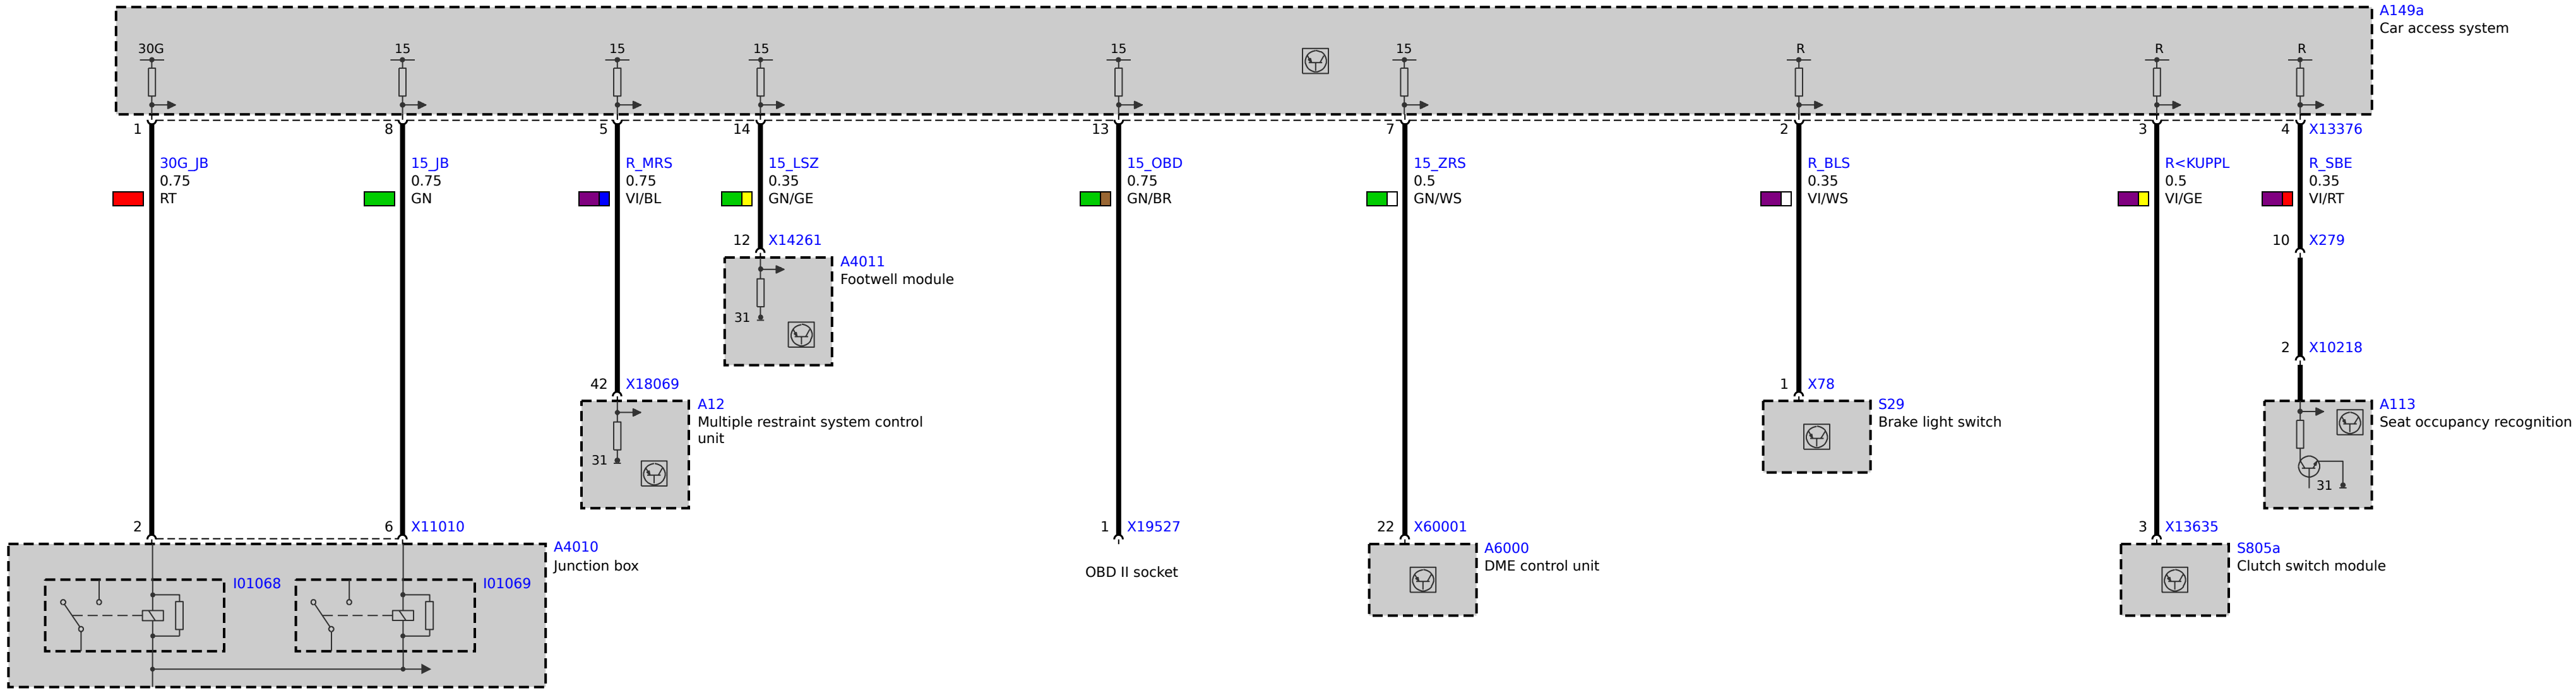 A149a
Car access system
30G
15
15
15
15
15
R
R
R
1
8
5
14
13
7
2
3
4
X13376
30G_JB
0.75
RT
15_JB
0.75
GN
R_MRS
0.75
VI/BL
15_LSZ
0.35
GN/GE
15_OBD
0.75
GN/BR
15_ZRS
0.5
GN/WS
R_BLS
0.35
VI/WS
R<KUPPL
0.5
VI/GE
R_SBE
0.35
VI/RT
12
X14261
A4011
Footwell module
31
10
X279
2
X10218
42
X18069
A12
Multiple restraint system control
unit
31
1
X78
S29
Brake light switch
A113
Seat occupancy recognition
31
2
6
X11010
A4010
Junction box
I01068
I01069
1
X19527
OBD II socket
22
X60001
A6000
DME control unit
3
X13635
S805a
Clutch switch module